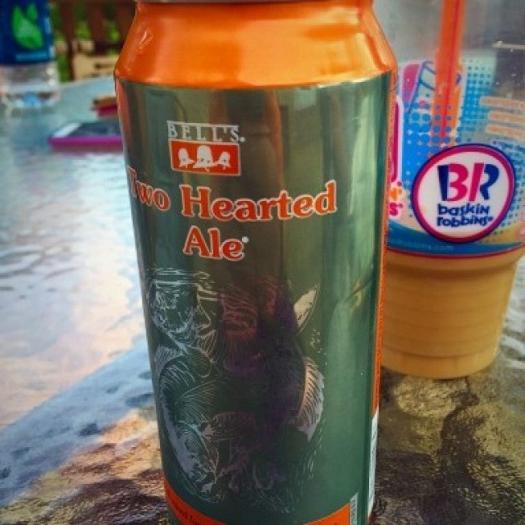 BELL'S
Two Hearted
Ale
BR
baskin
robbins